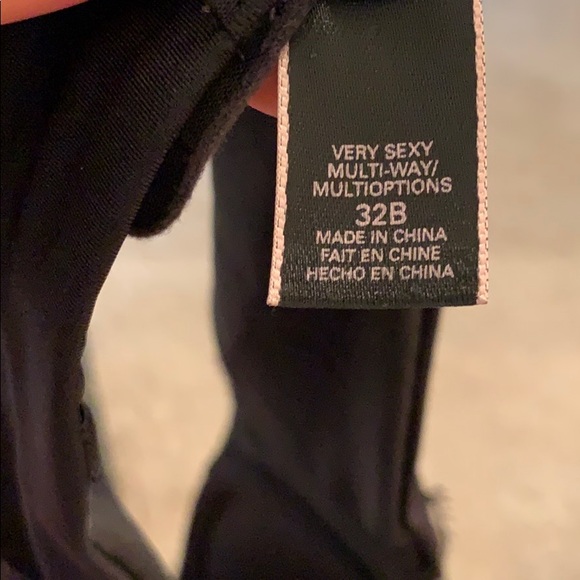 VERY SEXY
MULTI-WAY/
MULTIOPTIONS
32B
MADE IN CHINA
FAIT EN CHINE
HECHO EN CHINA